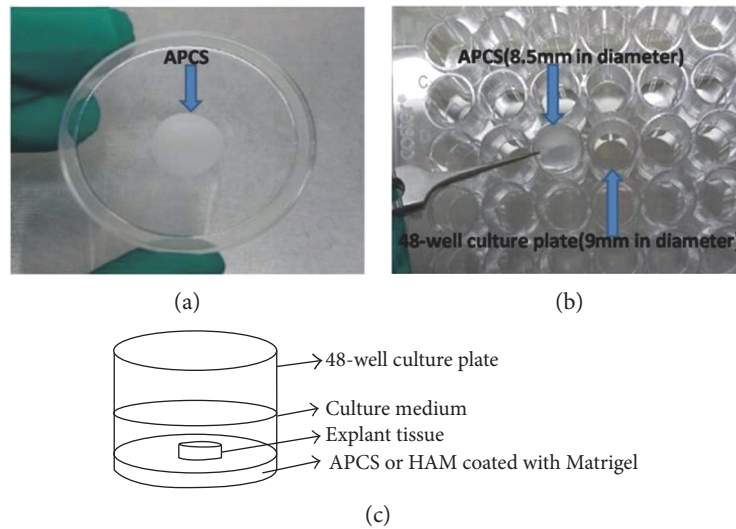 APCS
APCS(8.5mm in diameter)
C
48-well culture plate(9mm in diameter)
(a)
(b)
48-well culture plate
Culture medium
Explant tissue
APCS or HAM coated with Matrigel
(c)